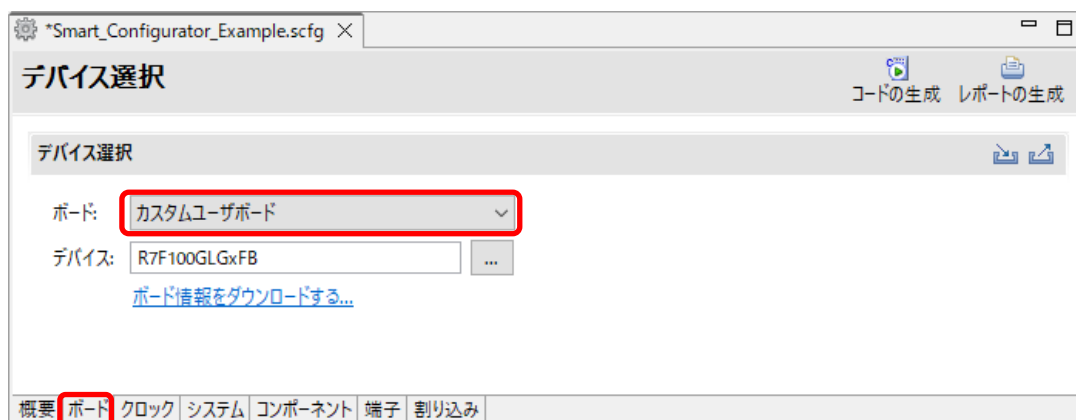 *Smart_Configurator_Example.scfg
デバイス選択
コードの生成 レポートの生成
デバイス選択
ボード: カスタムユーザボード
デバイス: R7F100GLGxFB ...
ボード情報をダウンロードする...
概要 ボード クロック システム コンポーネント 端子 割り込み